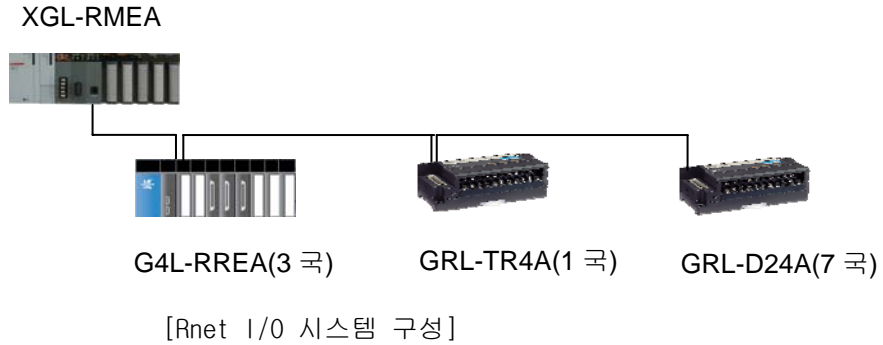 XGL-RMEA
G4L-RREA(3 국)
GRL-TR4A(1 국)
GRL-D24A(7 국)
[Rnet I/O 시스템 구성]